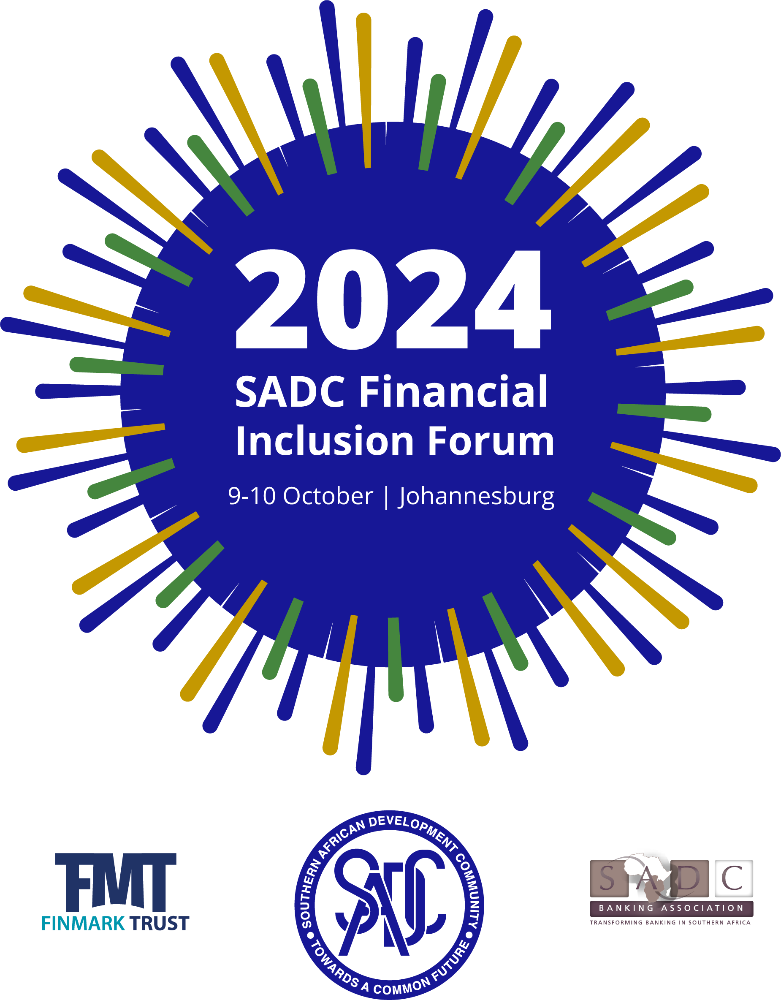 2024
SADC Financial
Inclusion Forum
9-10 October | Johannesburg
FMT
FINMARK TRUST
SOUTHERN AFRICAN DEVELOPMENT COMMUNITY
SADC
TOWARDS A COMMON FUTURE
SADC
BANKING ASSOCIATION
TRANSFORMING BANKING IN SOUTHERN AFRICA